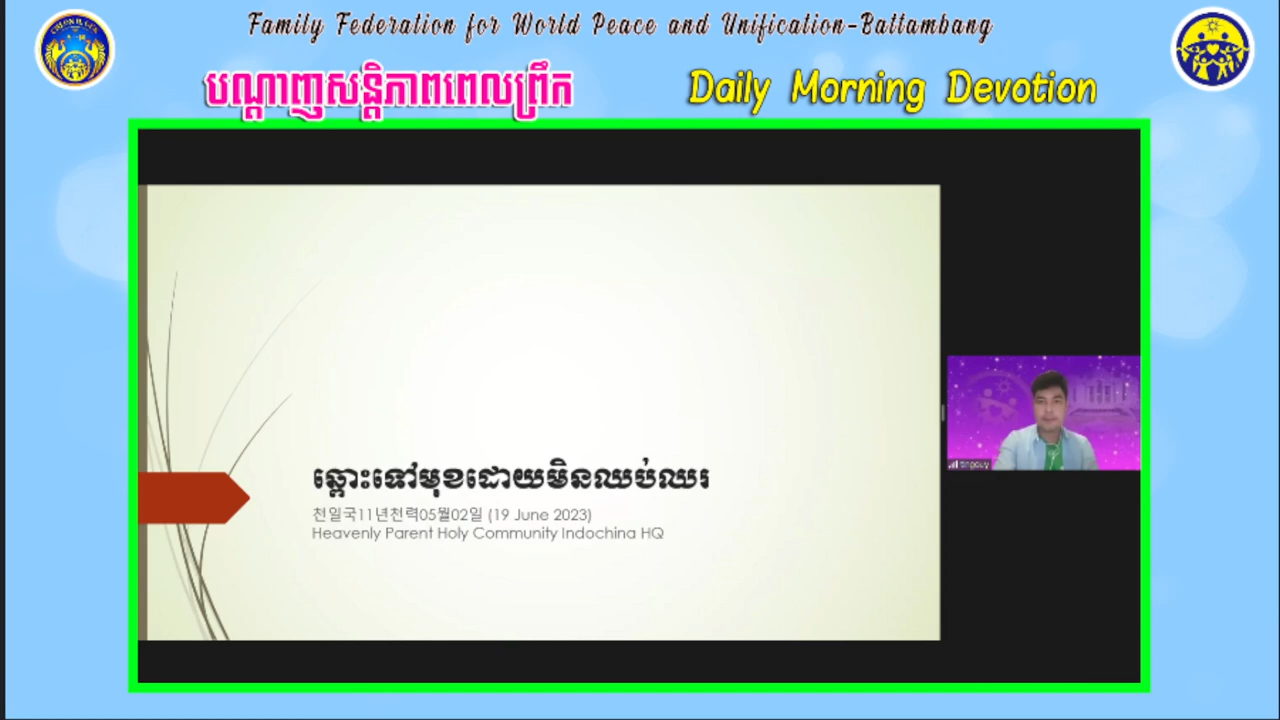 Family Federation for World Peace and Unification-Battambang
CHEON IL GUK
បណ្តាញសន្តិភាពពេលព្រឹក
Daily Morning Devotion
ឆ្ពោះទៅមុខដោយមិនឈប់ឈរ
천일국11년천력05월02일 (19 June 2023)
Heavenly Parent Holy Community Indochina HQ